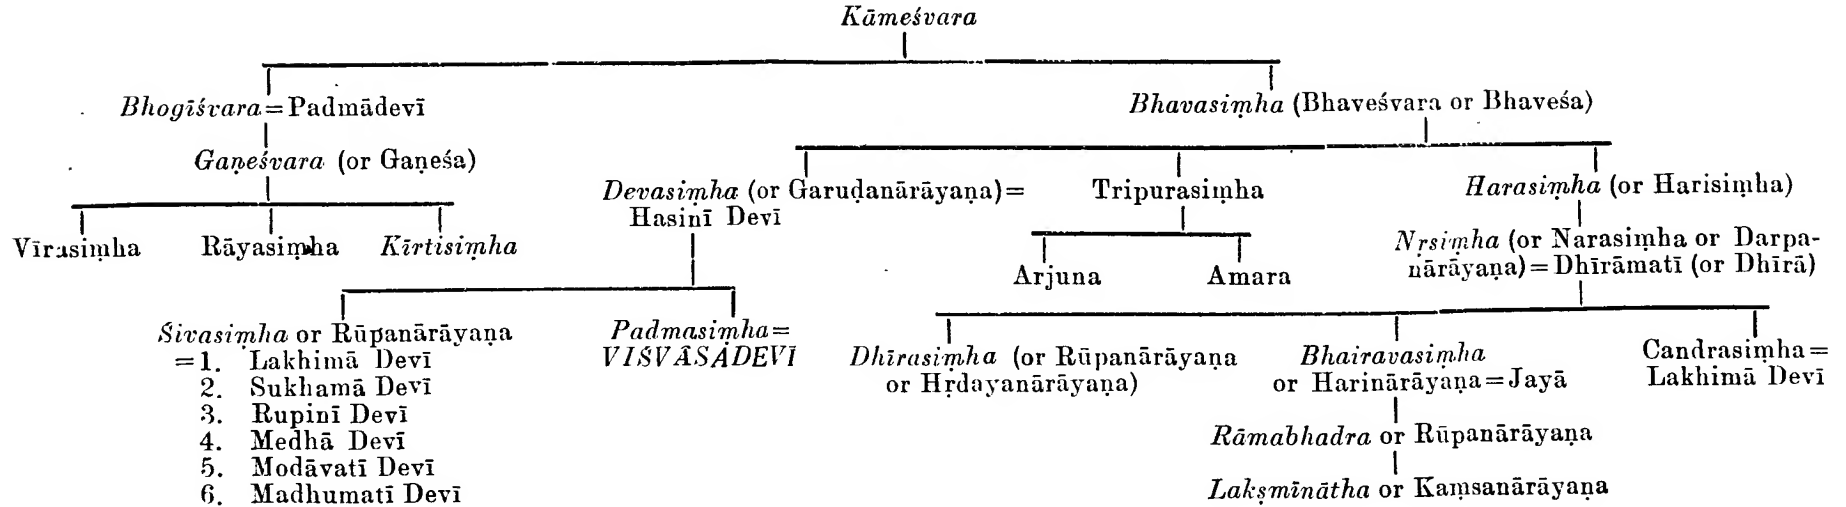 Kāmeśvara
Bhogīśvara=Padmādevī
Bhavasiṃha (Bhaveśvara or Bhaveśa)
Gaṇeśvara (or Gaṇeśa)
Devasiṃha (or Garuḍanārāyaṇa)=
Hasinī Devī
Tripurasiṃha
Harasiṃha (or Harisiṃha)
Vīrasiṃha
Rāyasiṃha
Kīrtisiṃha
Nṛsiṃha (or Narasiṃha or Darpa-
nārāyaṇa)=Dhīrāmatī (or Dhīrā)
Arjuna
Amara
Śivasiṃha or Rūpanārāyaṇa
=1. Lakhimā Devī
2. Sukhamā Devī
3. Rupinī Devī
4. Medhā Devī
5. Modāvatī Devī
6. Madhumatī Devī
Padmasiṃha=
VIŚVĀSADEVĪ
Dhīrasiṃha (or Rūpanārāyaṇa
or Hṛdayanārāyaṇa)
Bhairavasiṃha
or Harinārāyaṇa=Jayā
Candrasiṃha=
Lakhimā Devī
Rāmabhadra or Rūpanārāyaṇa
Lakṣmīnātha or Kaṃsanārāyaṇa